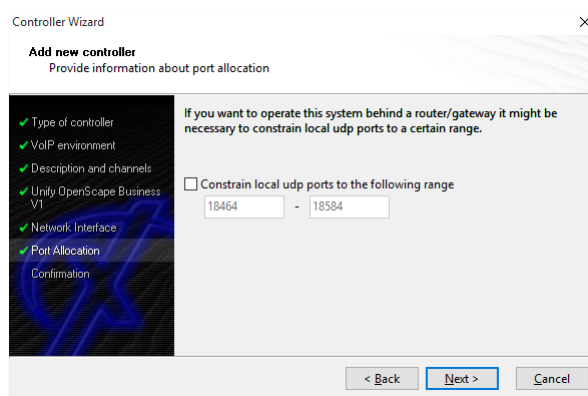 Controller Wizard
Add new controller
Provide information about port allocation
Type of controller
VoIP environment
Description and channels
Unify OpenScape Business
V1
Network Interface
Port Allocation
Confirmation
If you want to operate this system behind a router/gateway it might be
necessary to constrain local udp ports to a certain range.
Constrain local udp ports to the following range
18464 - 18584
< Back Next > Cancel